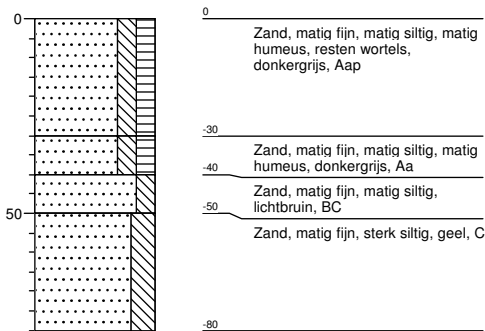 0
0
Zand, matig fijn, matig siltig, matig
humeus, resten wortels,
donkergrijs, Aap
-30
Zand, matig fijn, matig siltig, matig
humeus, donkergrijs, Aa
-40
Zand, matig fijn, matig siltig,
lichtbruin, BC
50
-50
Zand, matig fijn, sterk siltig, geel, C
-80